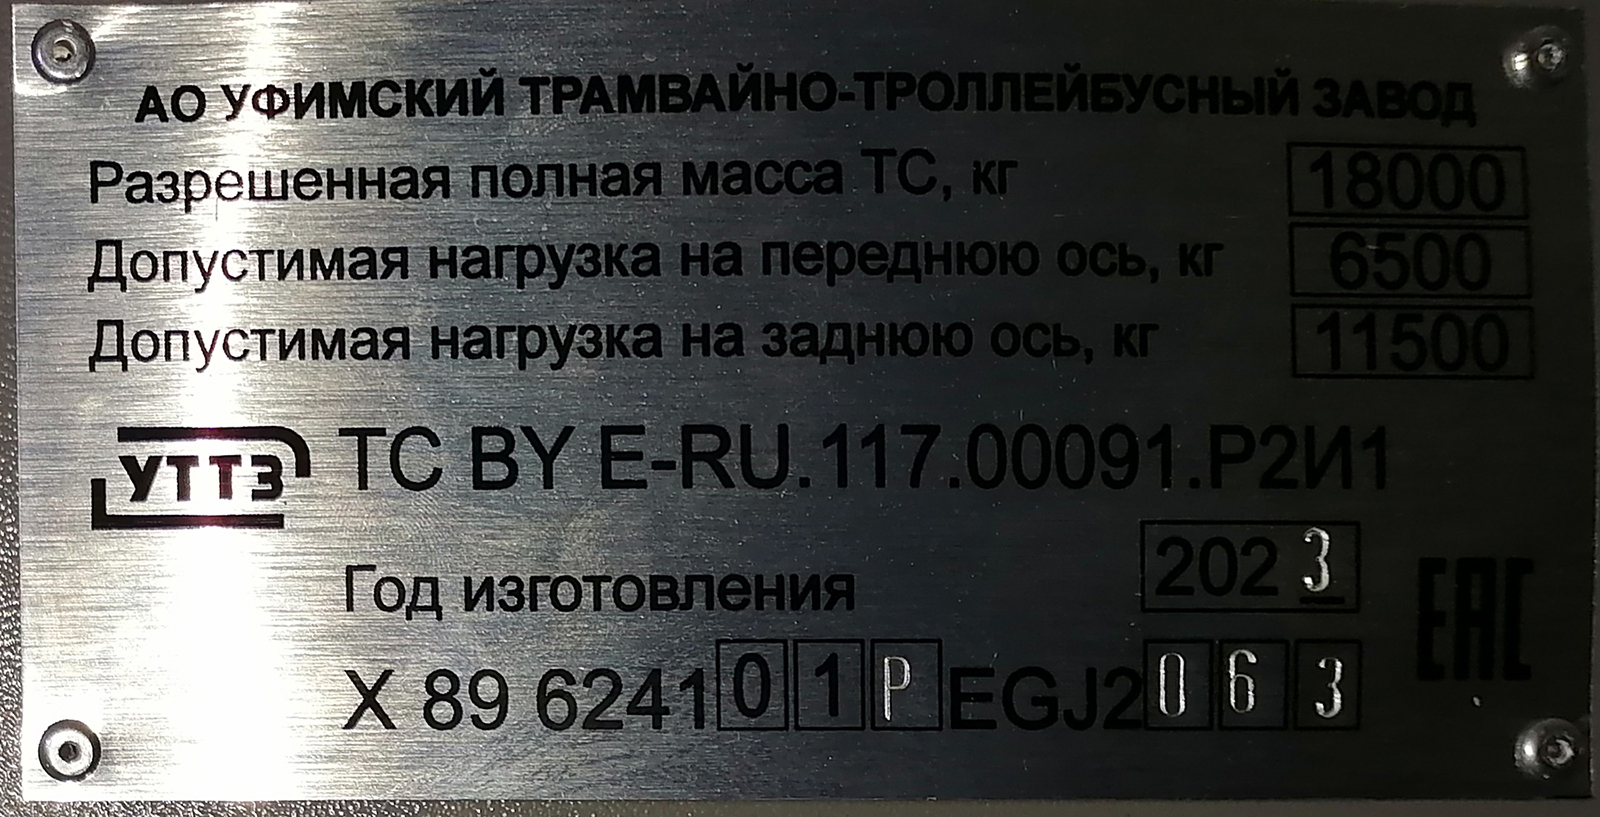 АО УФИМСКИЙ ТРАМВАЙНО-ТРОЛЛЕЙБУСНЫЙ ЗАВОД
Разрешенная полная масса ТС, кг 18000
Допустимая нагрузка на переднюю ось, кг 6500
Допустимая нагрузка на заднюю ось, кг 11500
УТТЗ ТС BY E-RU.117.00091.Р2И1
Год изготовления 2023
X 89 624101PEGJ2063
EAC